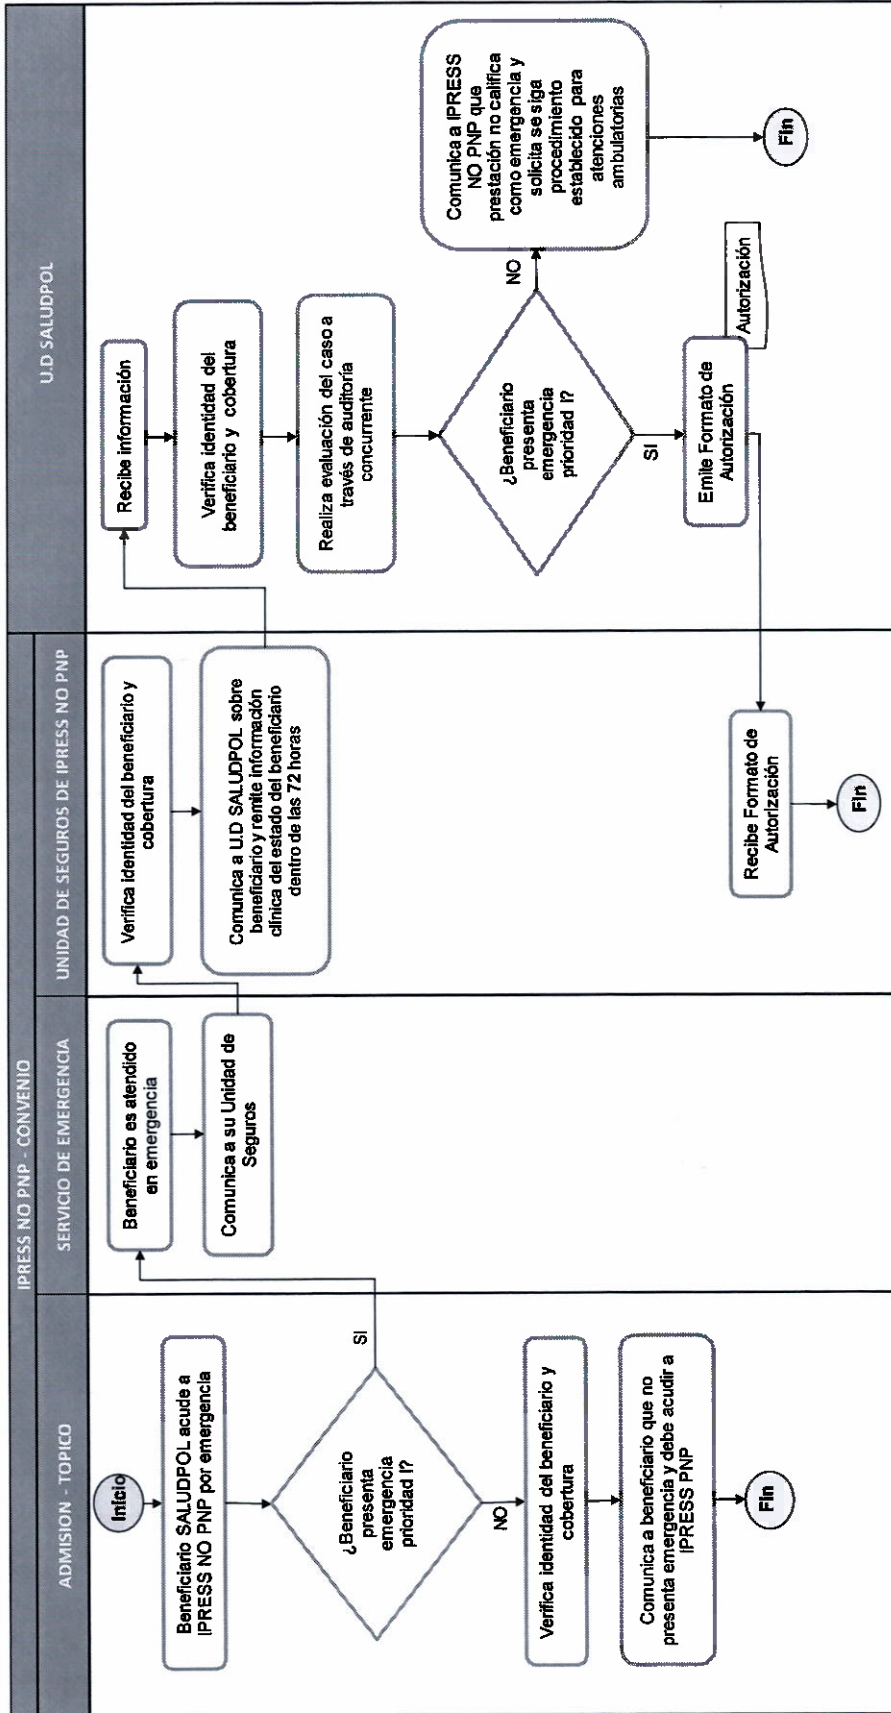 IPRESS NO PNP - CONVENIO
U.D SALUDPOL
ADMISION - TOPICO
SERVICIO DE EMERGENCIA
UNIDAD DE SEGUROS DE IPRESS NO PNP
Inicio
Beneficiario SALUDPOL acude a
IPRESS NO PNP por emergencia
¿Beneficiario
presenta
emergencia
prioridad I?
SI
NO
Verifica identidad del beneficiario y
cobertura
Comunica a beneficiario que no
presenta emergencia y debe acudir a
IPRESS PNP
Fin
Beneficiario es atendido
en emergencia
Comunica a su Unidad de
Seguros
Verifica identidad del beneficiario y
cobertura
Comunica a U.D SALUDPOL sobre
beneficiario y remite información
clínica del estado del beneficiario
dentro de las 72 horas
Recibe Formato de
Autorización
Fin
Recibe información
Verifica identidad del
beneficiario y cobertura
Realiza evaluación del caso a
través de auditoría
concurrente
¿Beneficiario
presenta
emergencia
prioridad I?
NO
SI
Comunica a IPRESS
NO PNP que
prestación no califica
como emergencia y
solicita se siga
procedimiento
establecido para
atenciones
ambulatorias
Fin
Emite Formato de
Autorización
Autorización